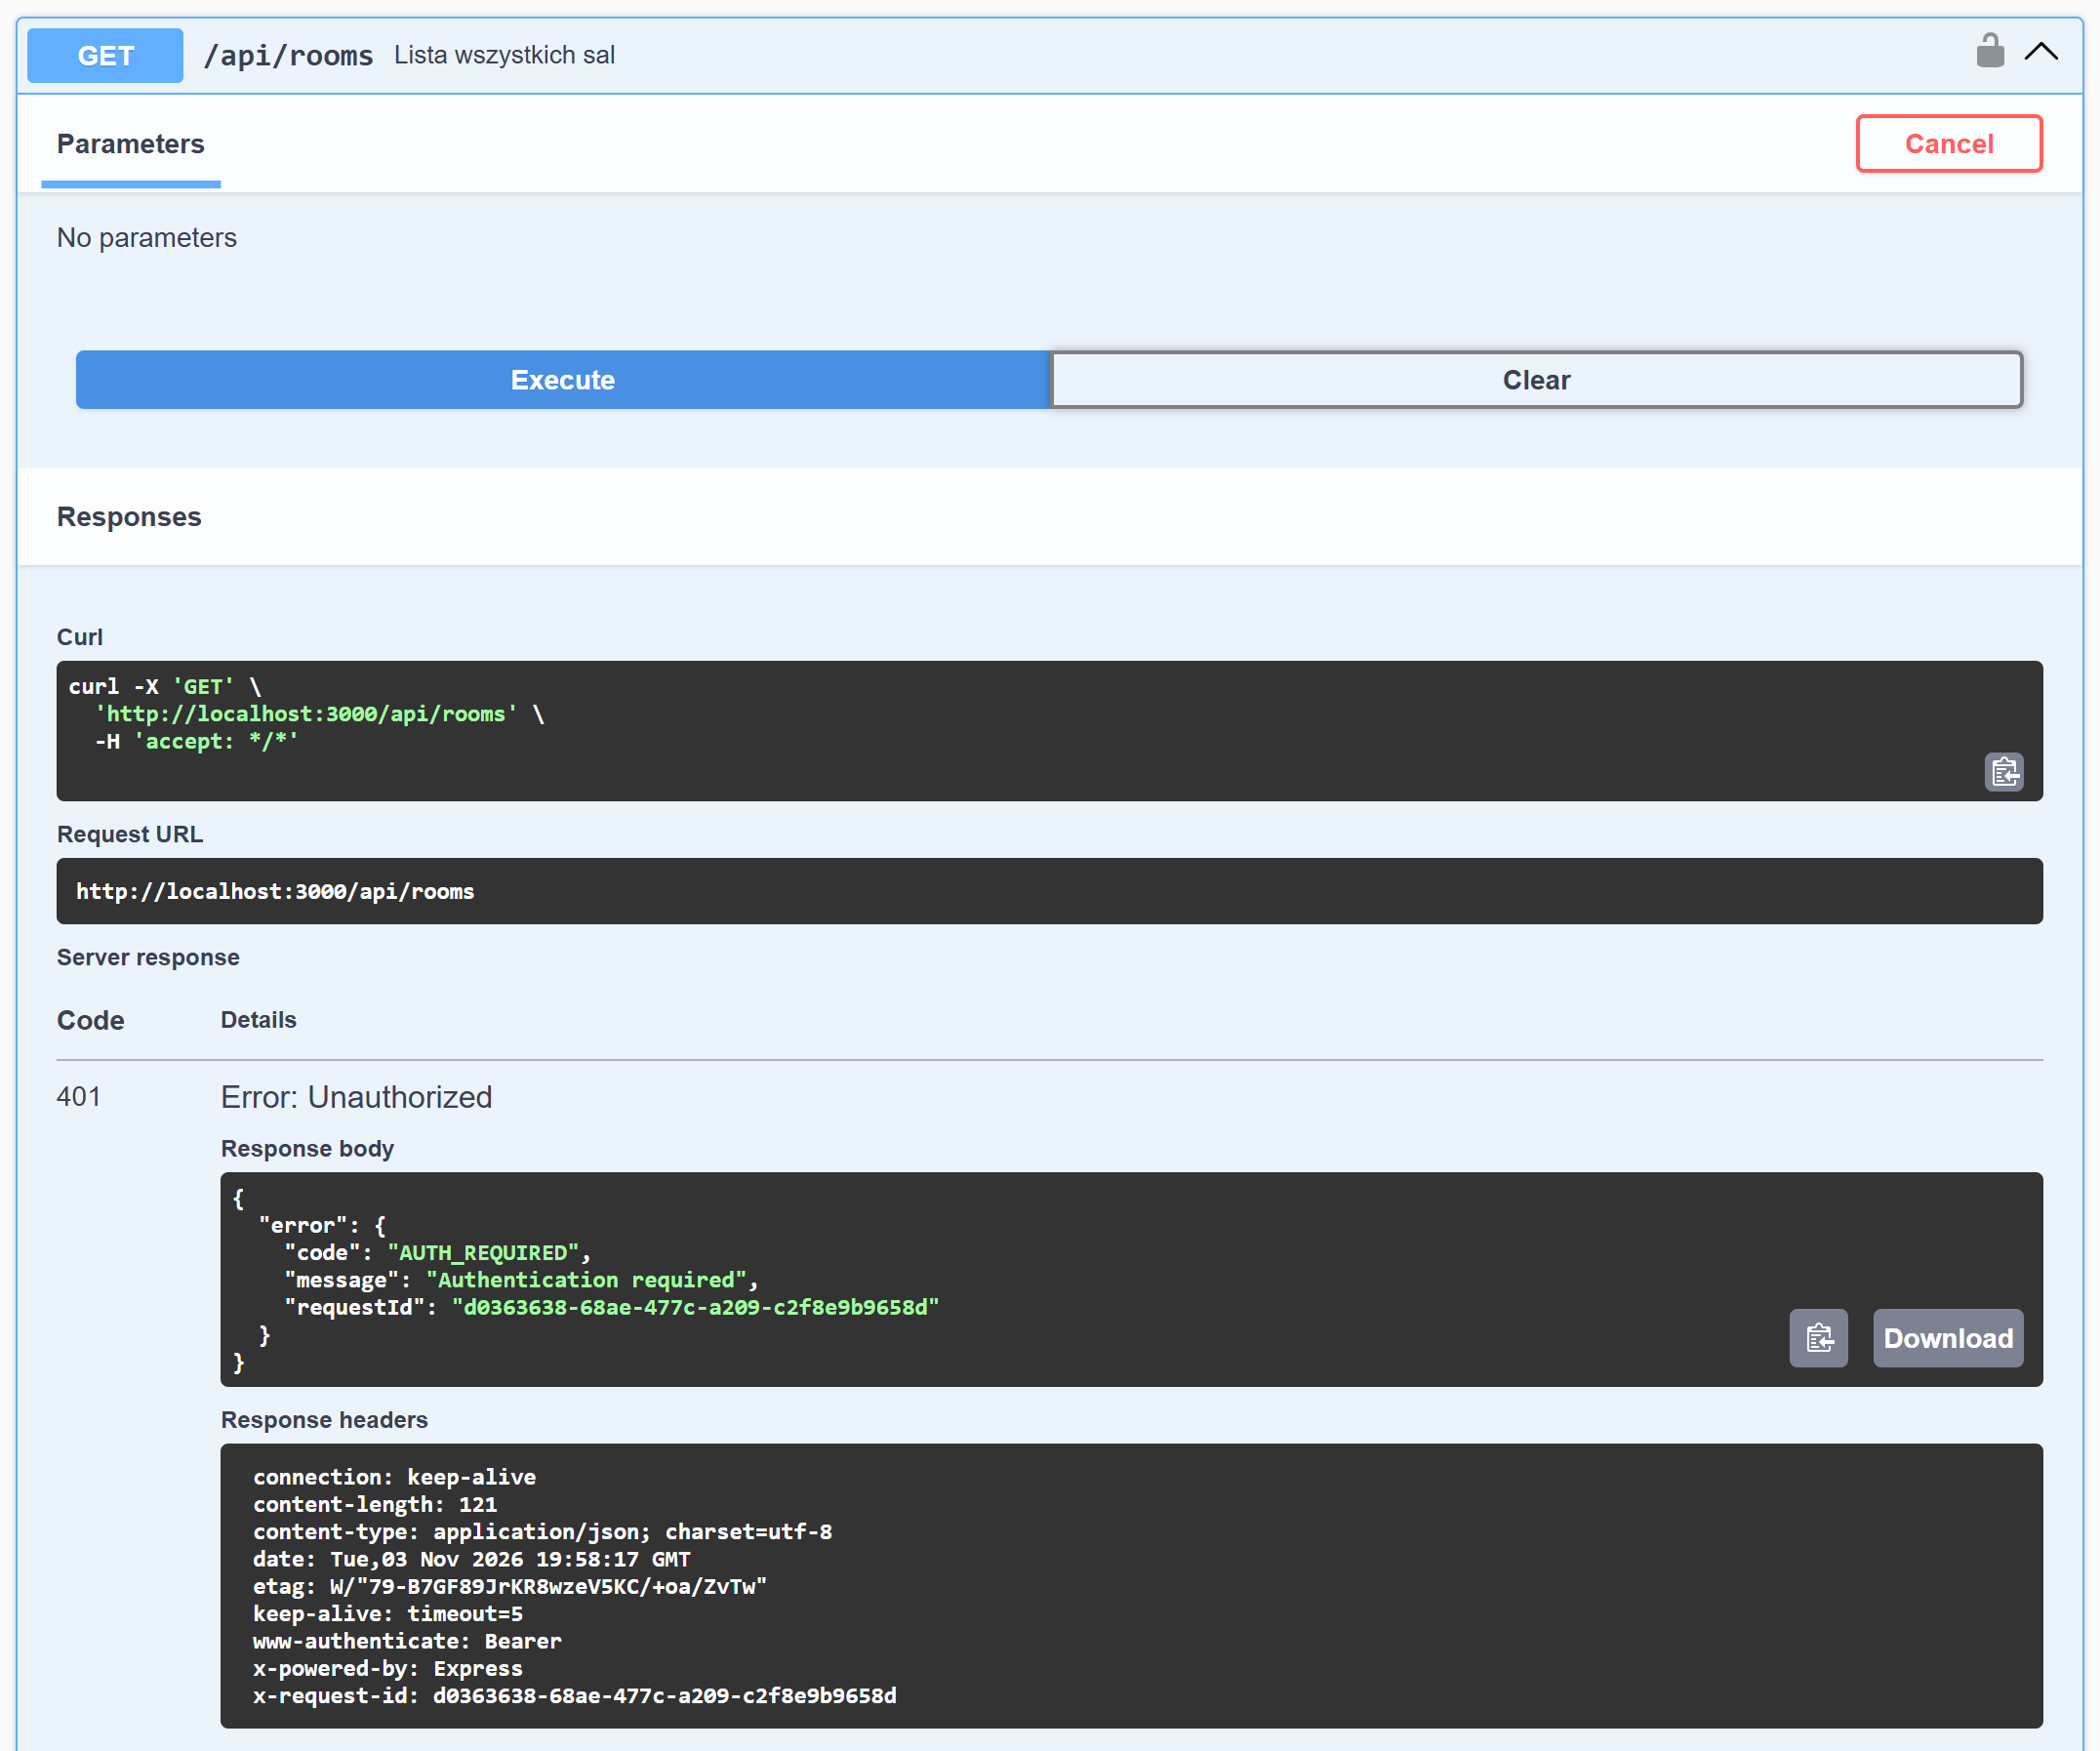 GET /api/rooms Lista wszystkich sal
Parameters
Cancel
No parameters
Execute
Clear
Responses
Curl
curl -X 'GET' \
  'http://localhost:3000/api/rooms' \
  -H 'accept: */*'
Request URL
http://localhost:3000/api/rooms
Server response
Code Details
401 Error: Unauthorized
Response body
{
  "error": {
    "code": "AUTH_REQUIRED",
    "message": "Authentication required",
    "requestId": "d0363638-68ae-477c-a209-c2f8e9b9658d"
  }
}
Download
Response headers
connection: keep-alive
content-length: 121
content-type: application/json; charset=utf-8
date: Tue,03 Nov 2026 19:58:17 GMT
etag: W/"79-B7GF89JrKR8wzeV5KC/+oa/ZvTw"
keep-alive: timeout=5
www-authenticate: Bearer
x-powered-by: Express
x-request-id: d0363638-68ae-477c-a209-c2f8e9b9658d